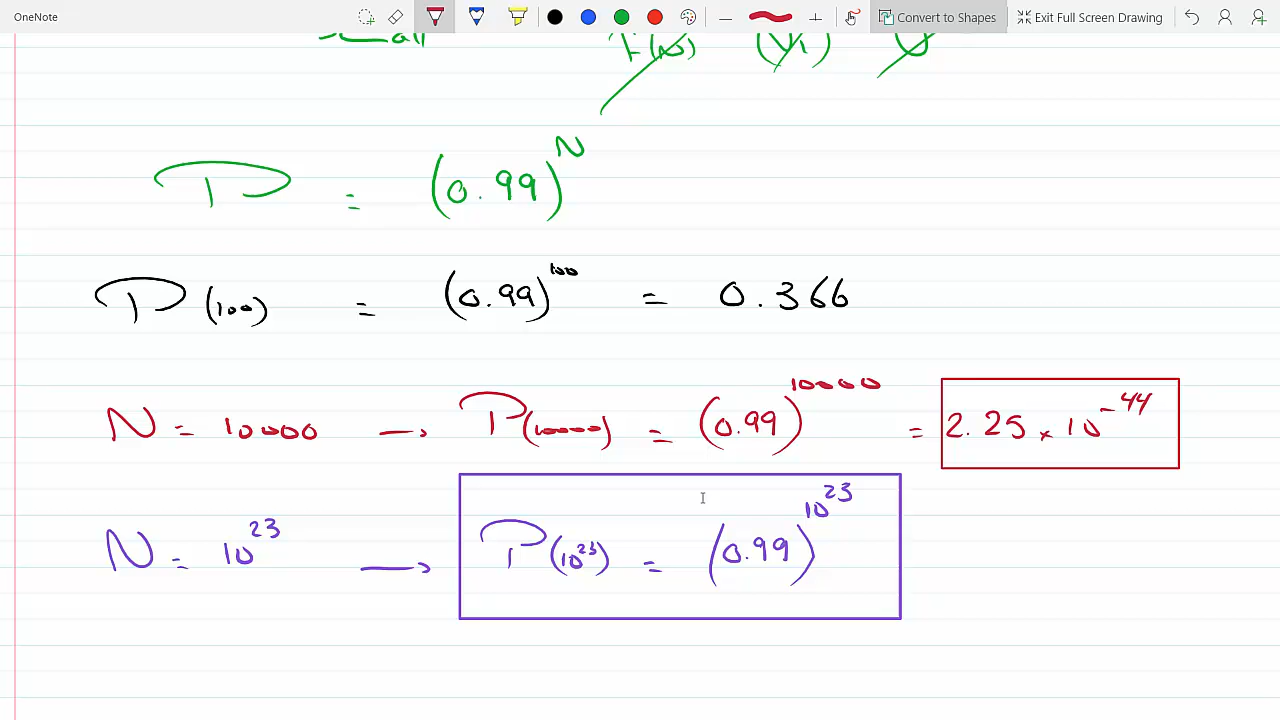 OneNote
Convert to Shapes
Exit Full Screen Drawing
P = (0.99)^N
P(100) = (0.99)^100 = 0.366
N = 10000 → P(10000) = (0.99)^10000 = 2.25 × 10^-44
N = 10^23 → P(10^23) = (0.99)^10^23